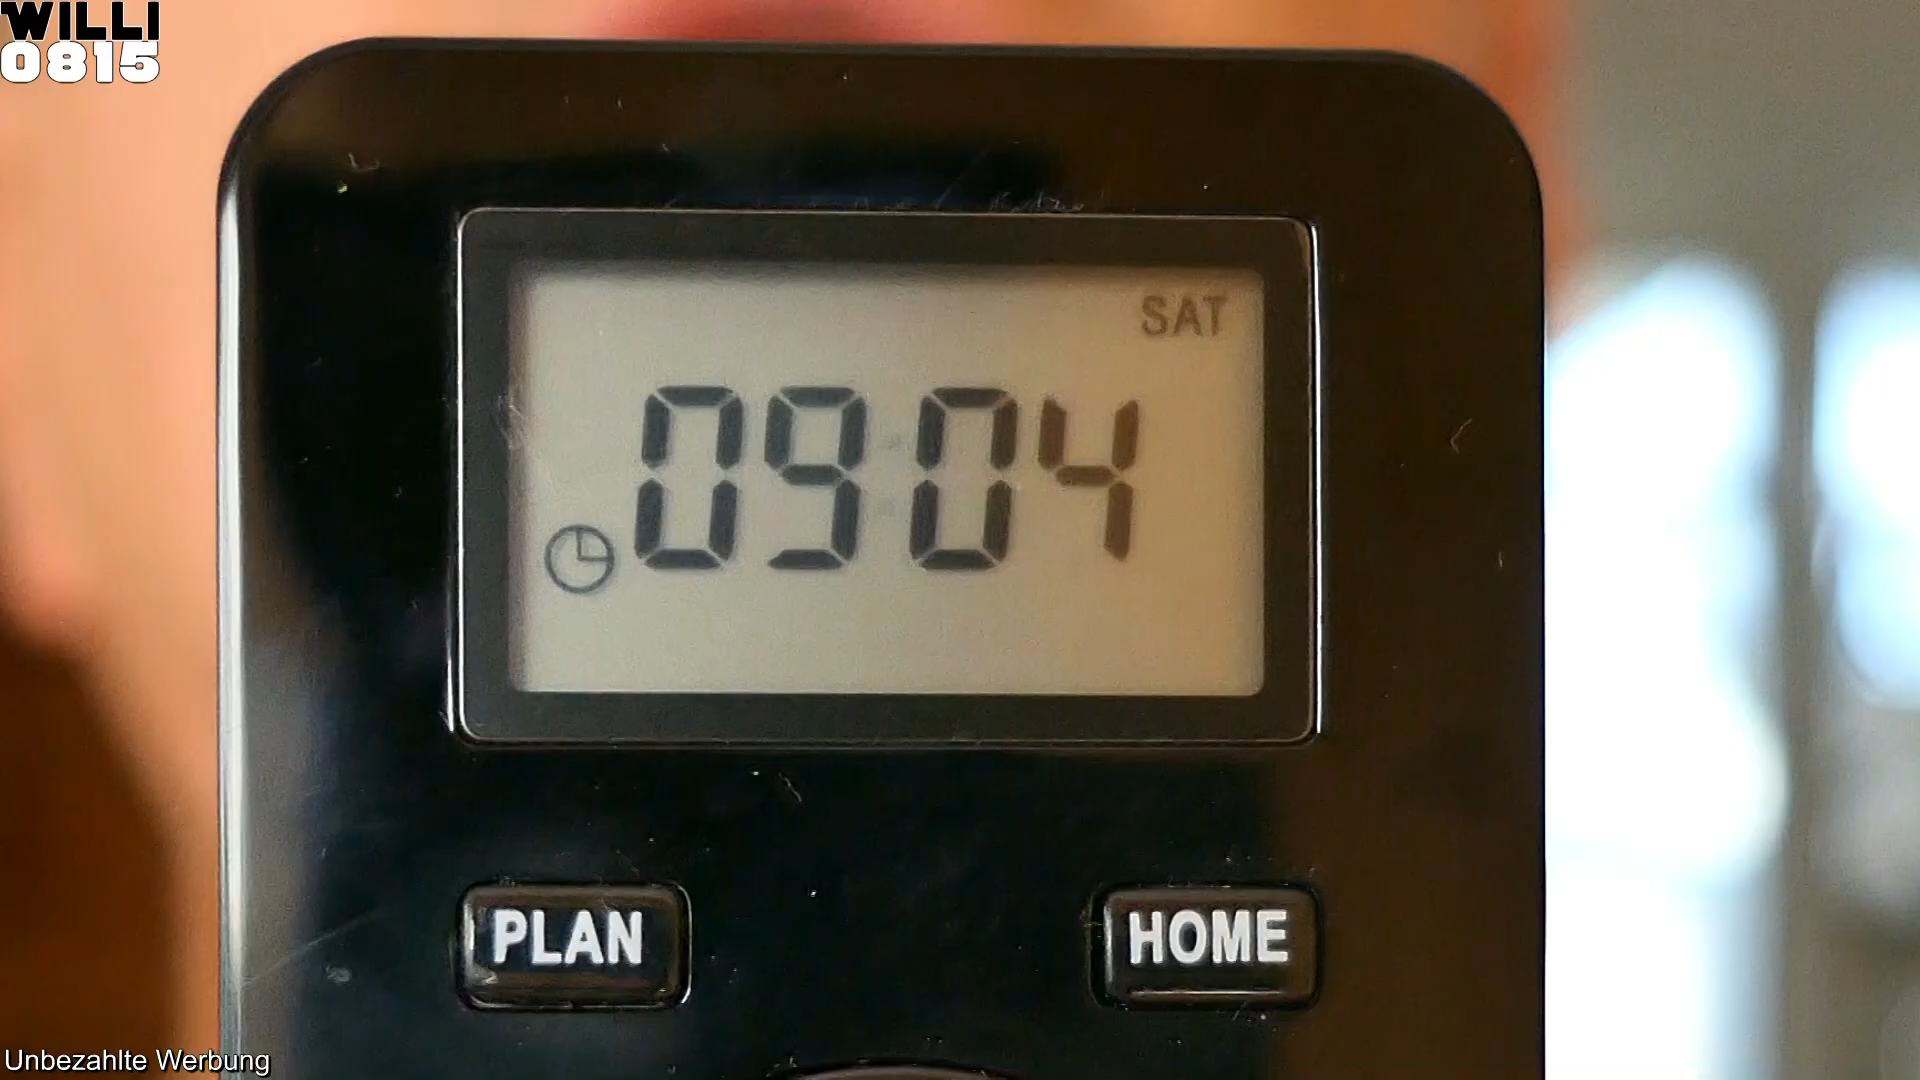 WILLI
0815
SAT
09:04
PLAN
HOME
Unbezahlte Werbung